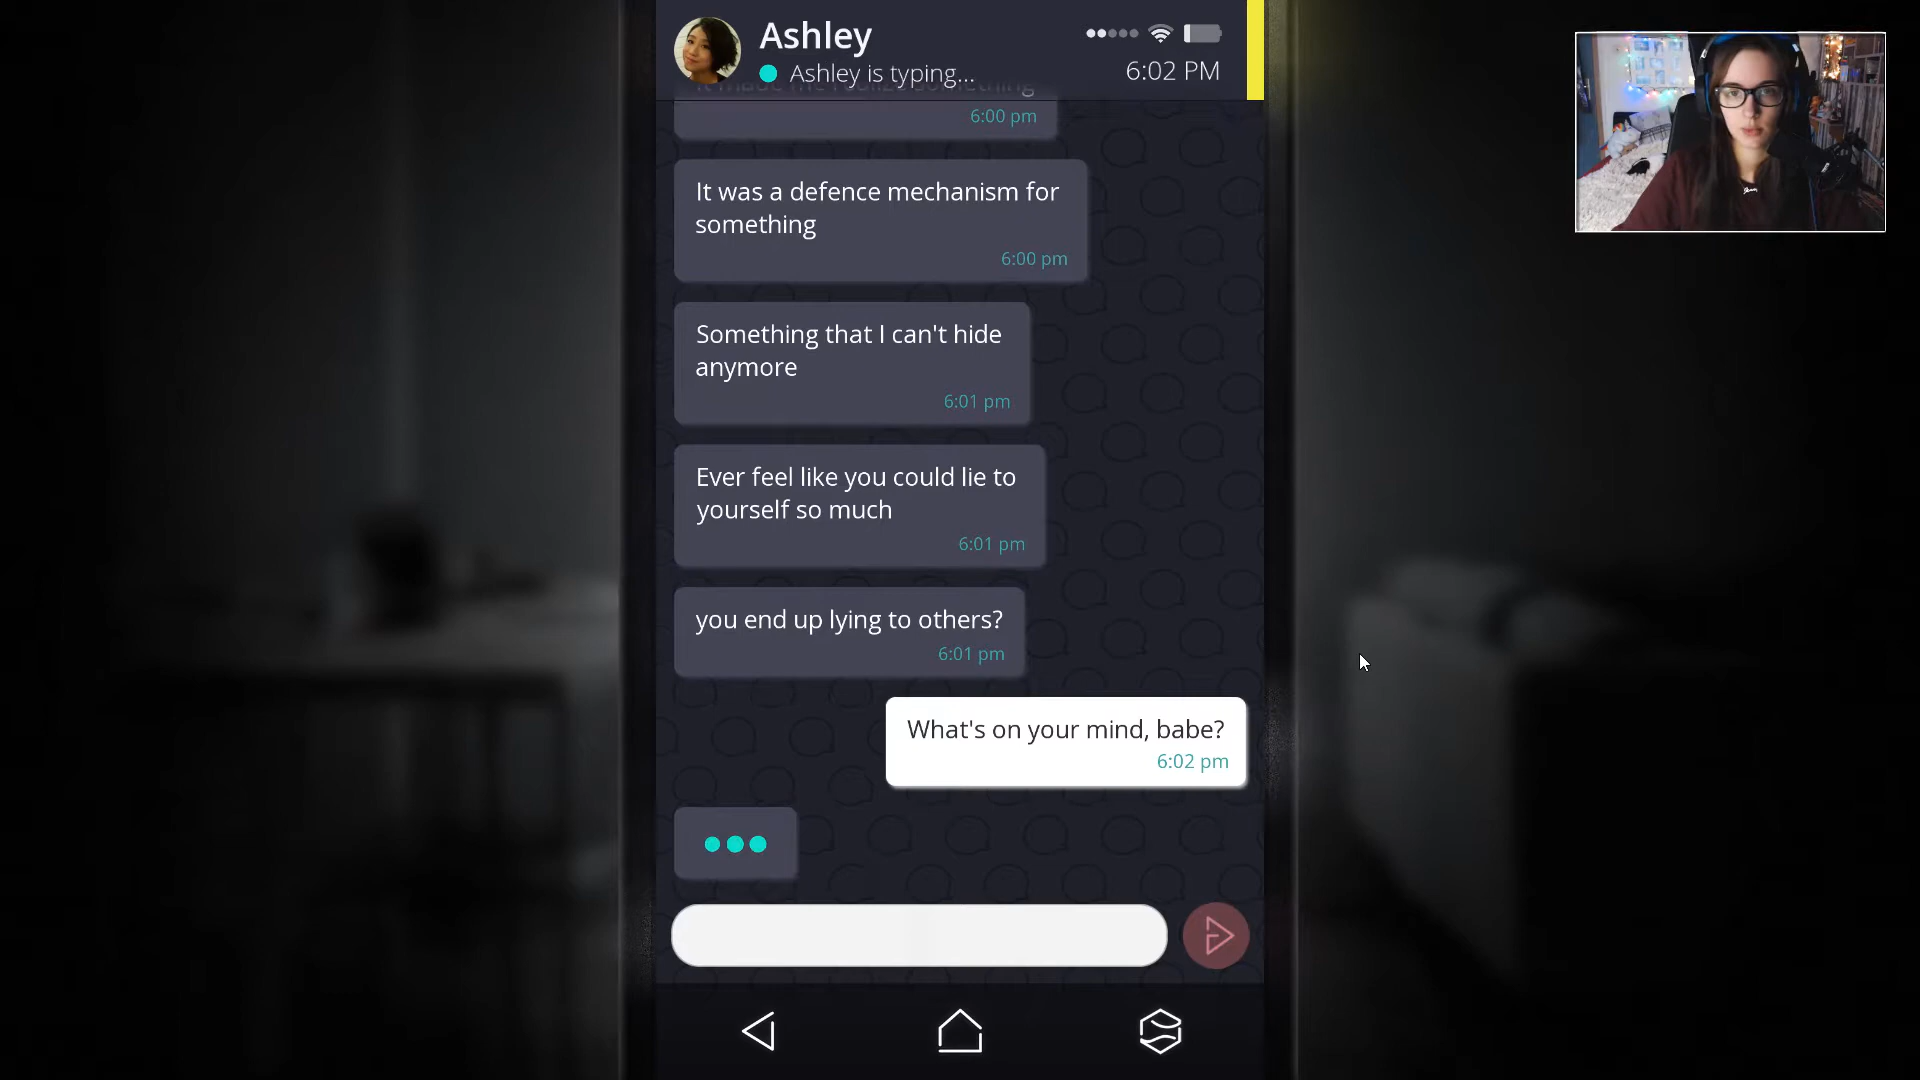 Ashley
Ashley is typing...
6:02 PM
6:00 pm
It was a defence mechanism for
something
6:00 pm
Something that I can't hide
anymore
6:01 pm
Ever feel like you could lie to
yourself so much
6:01 pm
you end up lying to others?
6:01 pm
What's on your mind, babe?
6:02 pm